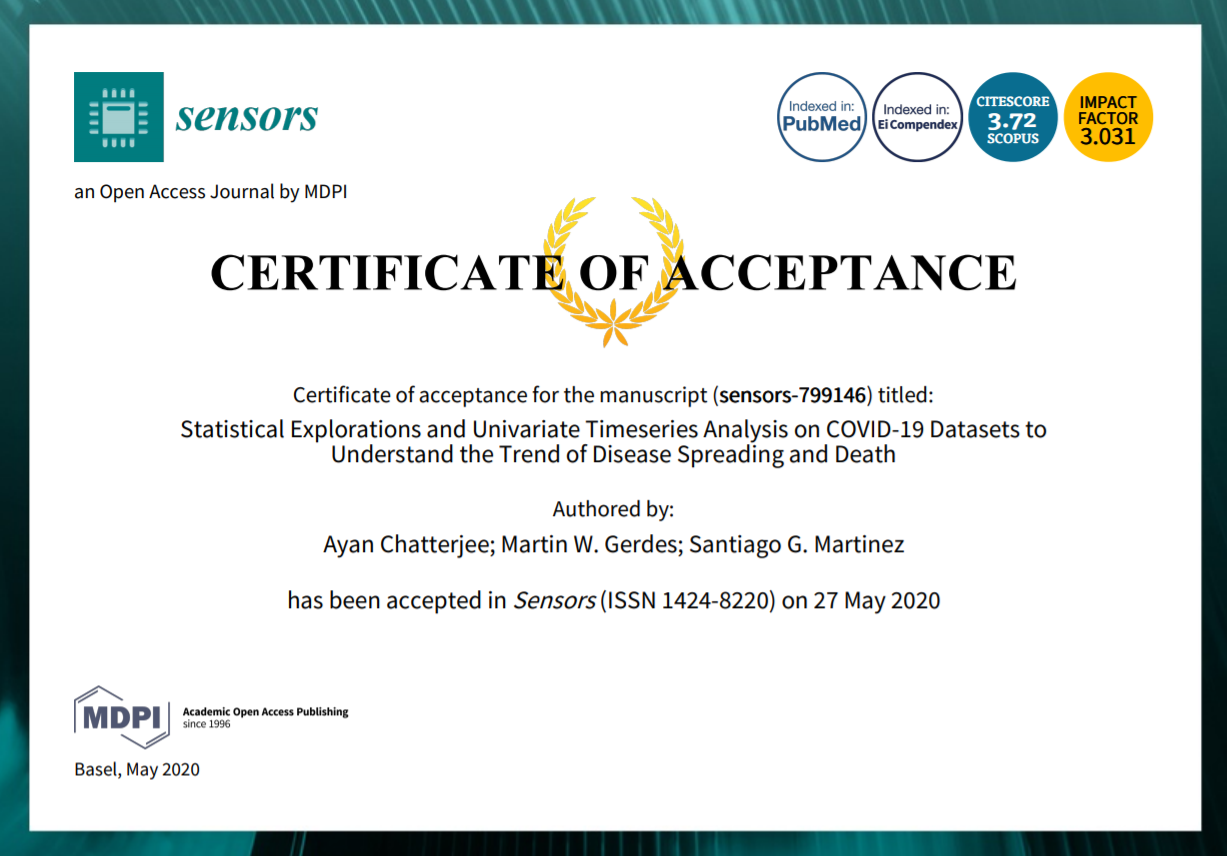 sensors
Indexed in:
PubMed
Indexed in:
Ei Compendex
CITESCORE
3.72
SCOPUS
IMPACT
FACTOR
3.031
an Open Access Journal by MDPI
CERTIFICATE OF ACCEPTANCE
Certificate of acceptance for the manuscript (sensors-799146) titled:
Statistical Explorations and Univariate Timeseries Analysis on COVID-19 Datasets to
Understand the Trend of Disease Spreading and Death
Authored by:
Ayan Chatterjee; Martin W. Gerdes; Santiago G. Martinez
has been accepted in Sensors (ISSN 1424-8220) on 27 May 2020
MDPI
Academic Open Access Publishing
since 1996
Basel, May 2020